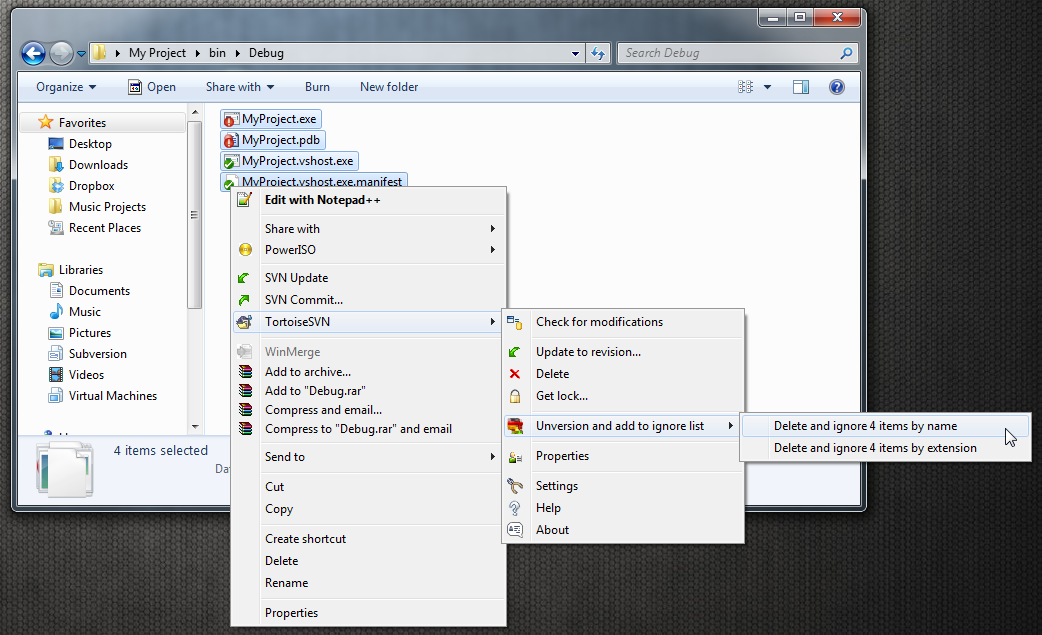 My Project bin Debug
Search Debug
Organize Open Share with Burn New folder
Favorites
Desktop
Downloads
Dropbox
Music Projects
Recent Places
Libraries
Documents
Music
Pictures
Subversion
Videos
Virtual Machines
MyProject.exe
MyProject.pdb
MyProject.vshost.exe
MyProject.vshost.exe.manifest
4 items selected
Edit with Notepad++
Share with
PowerISO
SVN Update
SVN Commit...
TortoiseSVN
WinMerge
Add to archive...
Add to "Debug.rar"
Compress and email...
Compress to "Debug.rar" and email
Send to
Cut
Copy
Create shortcut
Delete
Rename
Properties
Check for modifications
Update to revision...
Delete
Get lock...
Unversion and add to ignore list
Properties
Settings
Help
About
Delete and ignore 4 items by name
Delete and ignore 4 items by extension